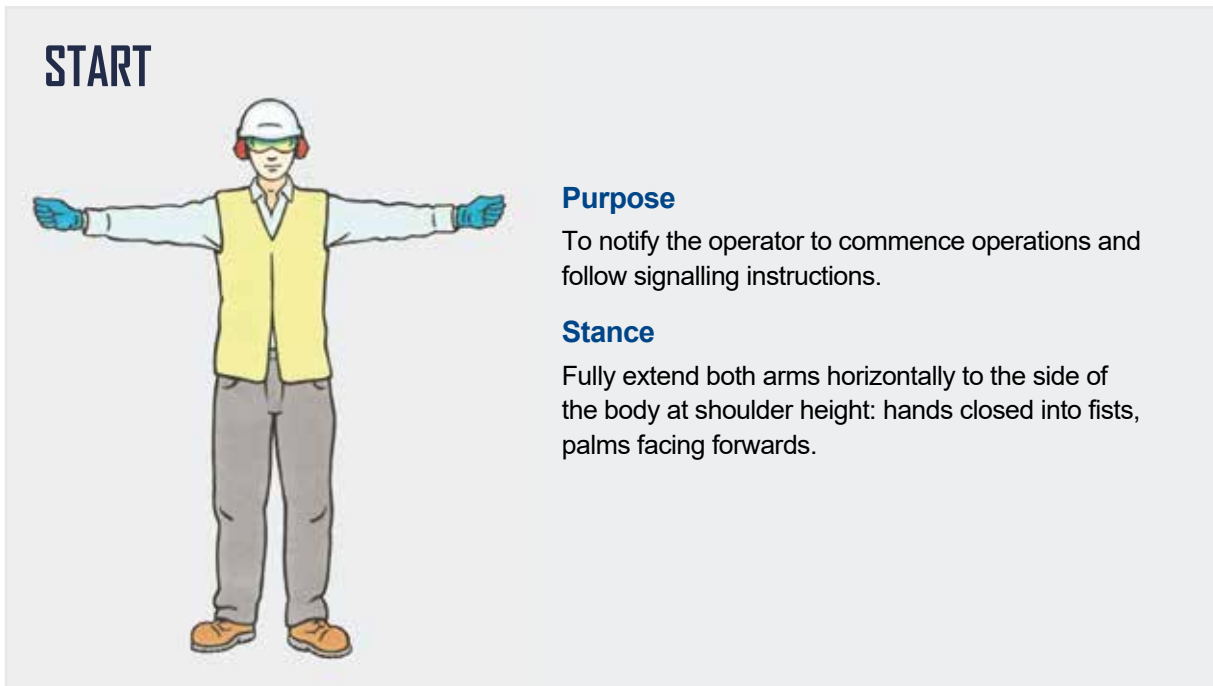 START
Purpose
To notify the operator to commence operations and
follow signalling instructions.
Stance
Fully extend both arms horizontally to the side of
the body at shoulder height: hands closed into fists,
palms facing forwards.